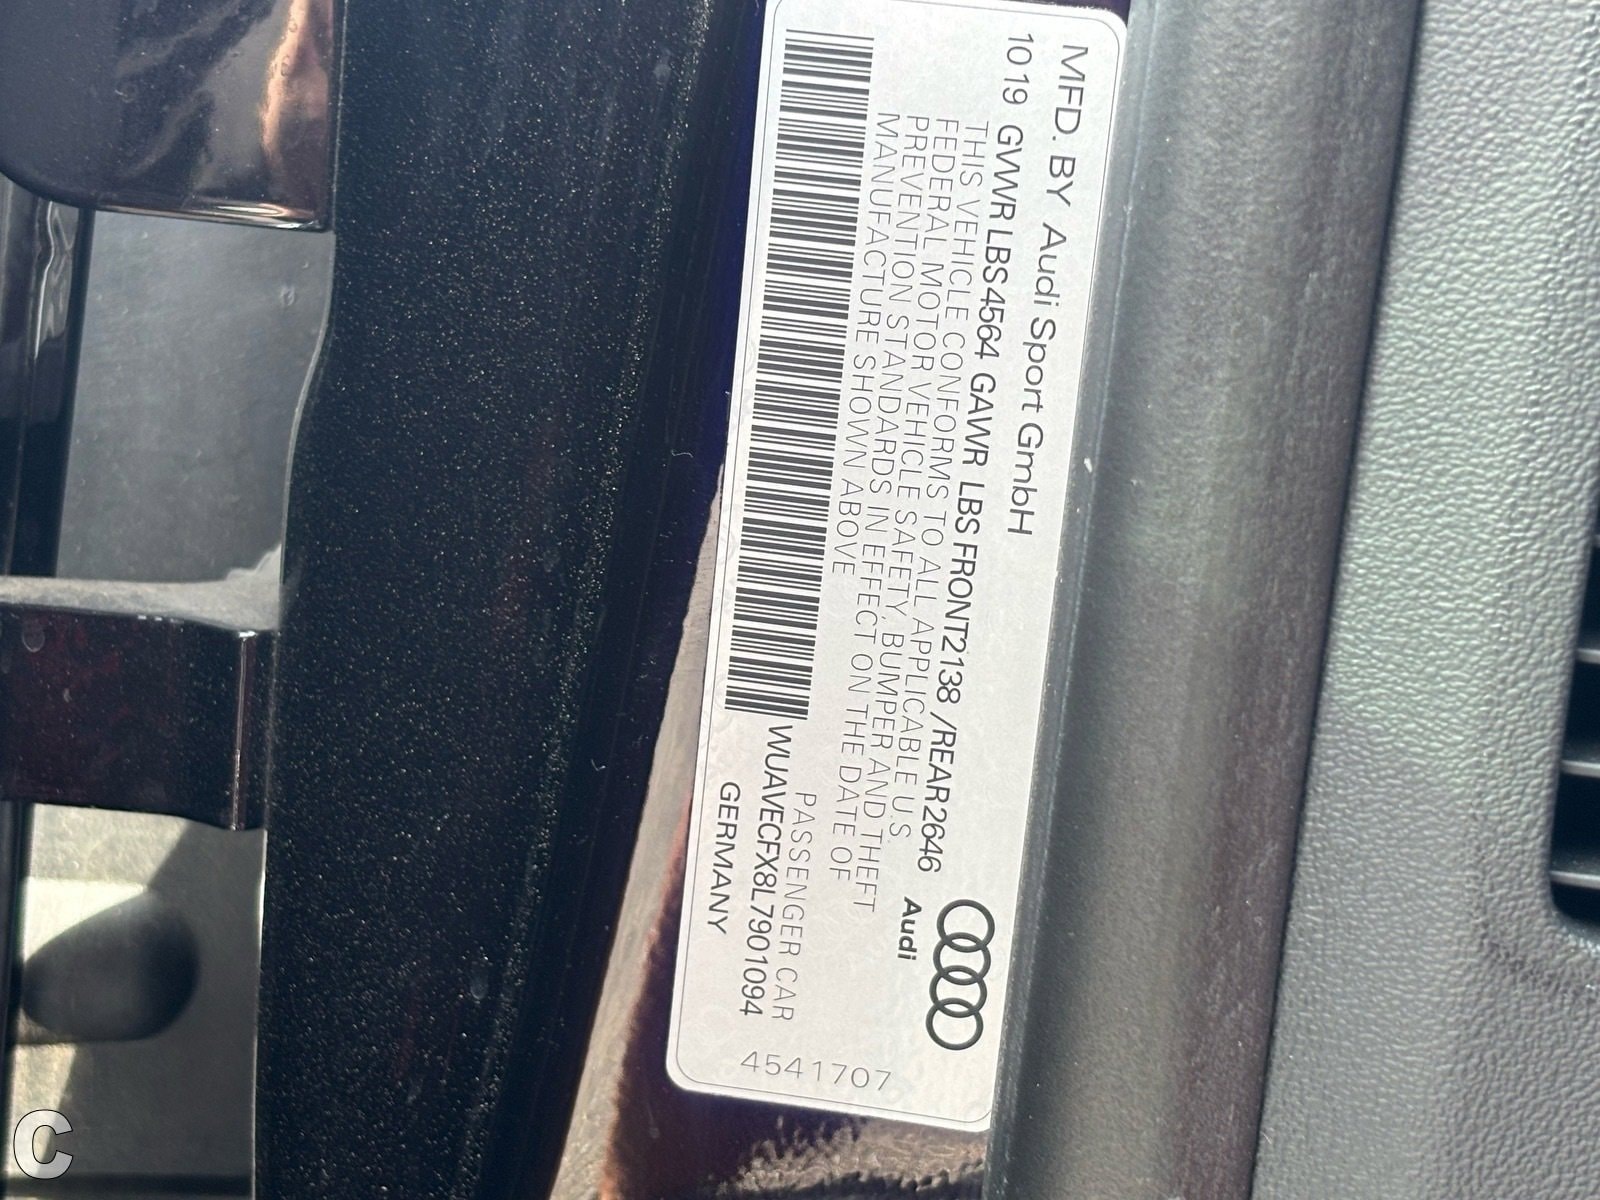 MFD. BY Audi Sport GmbH
1019 GVWR LBS4564 GAWR LBS FRONT2138 /REAR2646
THIS VEHICLE CONFORMS TO ALL APPLICABLE U.S.
FEDERAL MOTOR VEHICLE SAFETY, BUMPER AND THEFT
PREVENTION STANDARDS IN EFFECT ON THE DATE OF
MANUFACTURE SHOWN ABOVE
Audi
PASSENGER CAR
WUAVECFX8L7901094
GERMANY
4541707
C